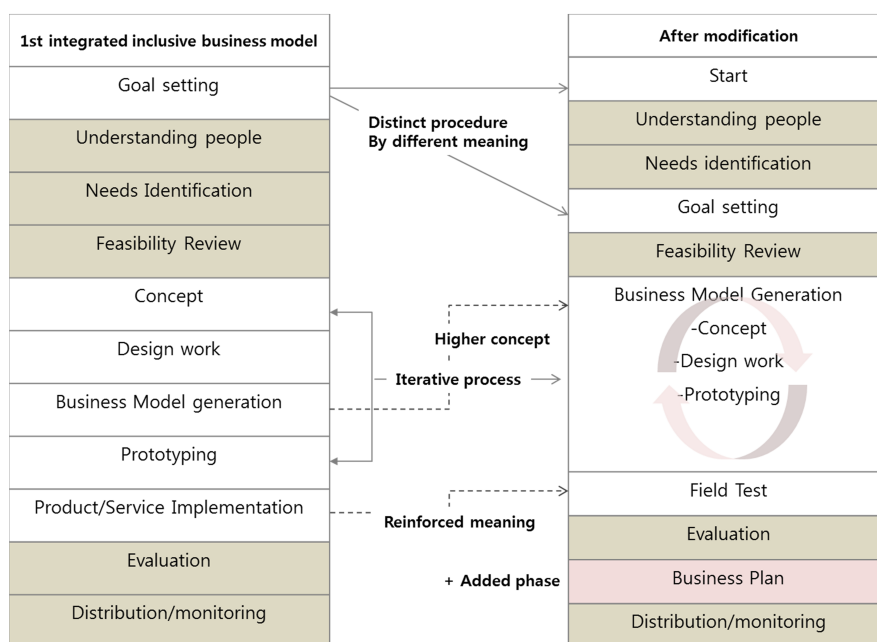 1st integrated inclusive business model
Goal setting
Understanding people
Needs Identification
Feasibility Review
Concept
Design work
Business Model generation
Prototyping
Product/Service Implementation
Evaluation
Distribution/monitoring
Distinct procedure
By different meaning
Higher concept
Iterative process
Reinforced meaning
+ Added phase
After modification
Start
Understanding people
Needs identification
Goal setting
Feasibility Review
Business Model Generation
-Concept
-Design work
-Prototyping
Field Test
Evaluation
Business Plan
Distribution/monitoring